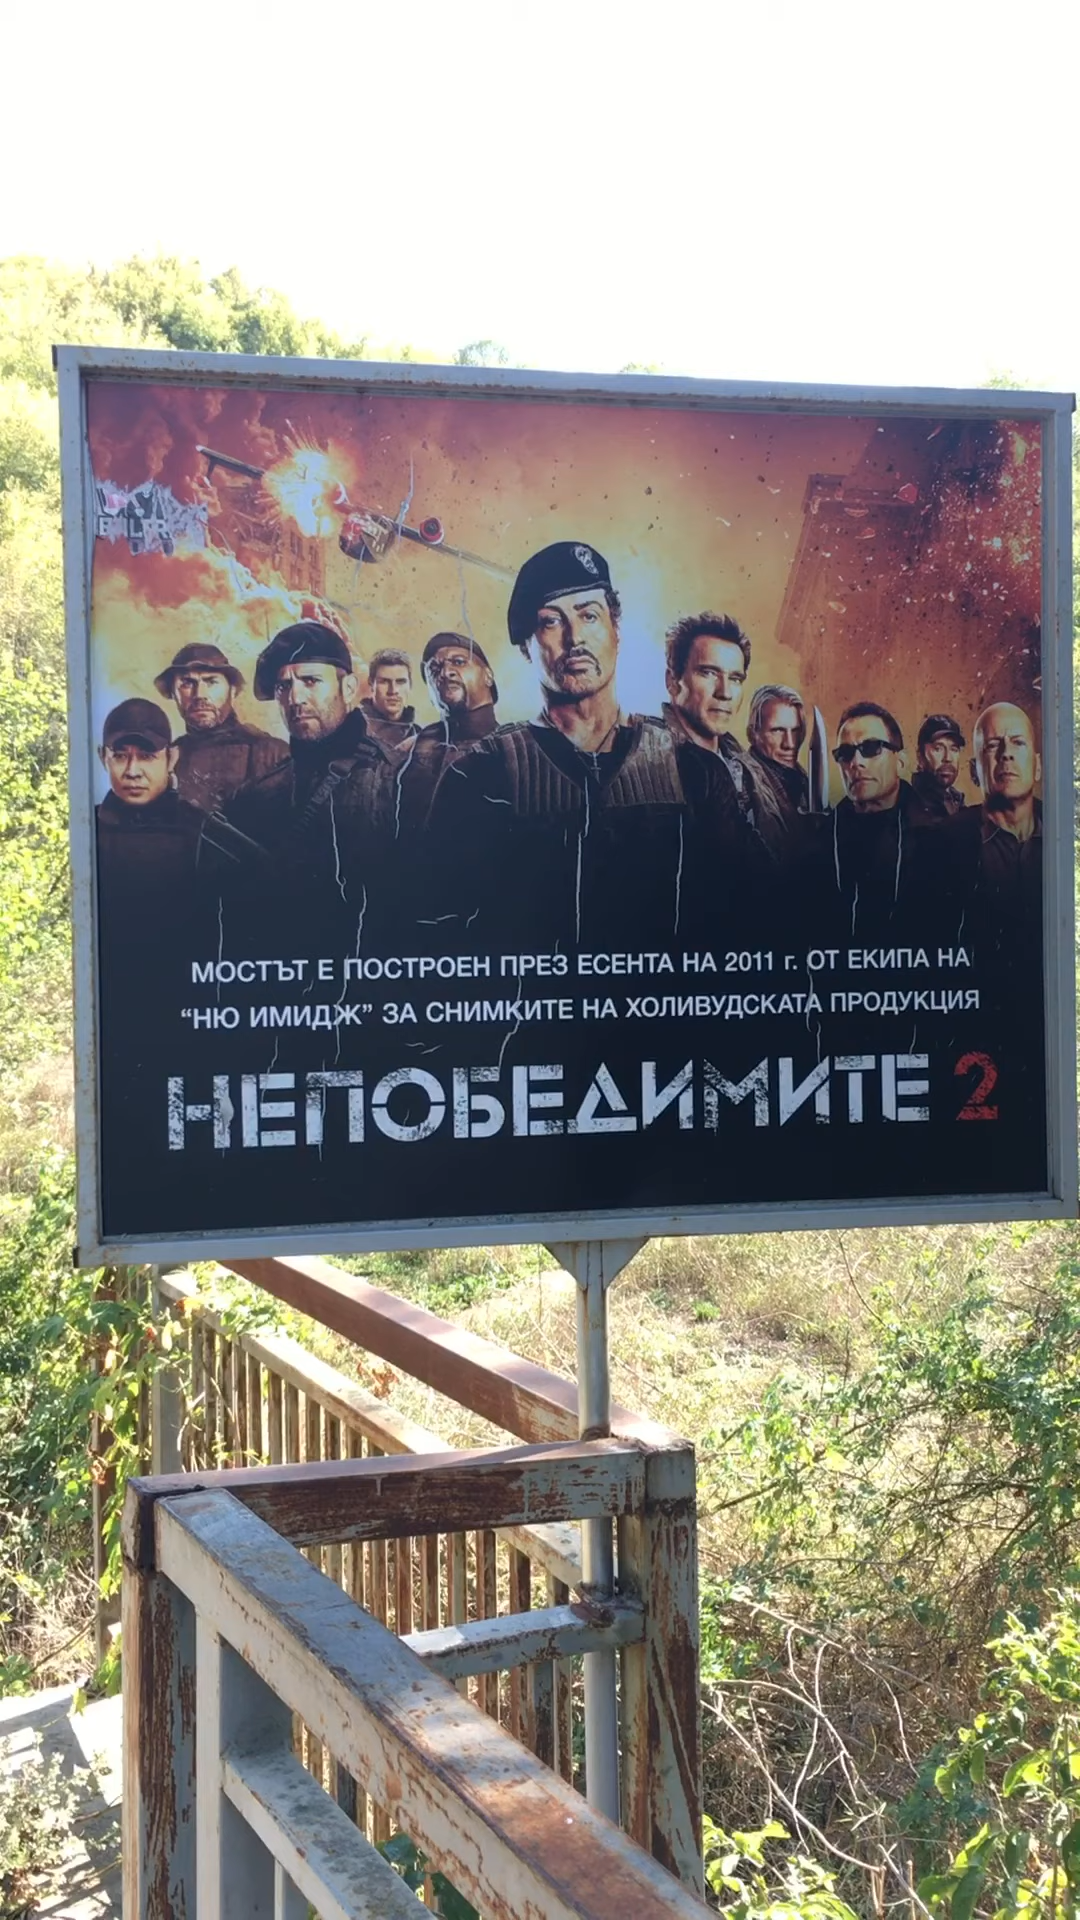 МОСТЪТ Е ПОСТРОЕН ПРЕЗ ЕСЕНТА НА 2011 г. ОТ ЕКИПА НА
“НЮ ИМИДЖ” ЗА СНИМКИТЕ НА ХОЛИВУДСКАТА ПРОДУКЦИЯ
НЕПОБЕДИМИТЕ 2